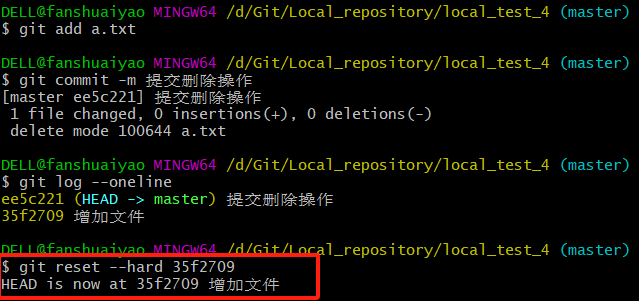 DELL@fanshuaiyao MINGW64 /d/Git/Local_repository/local_test_4 (master)
$ git add a.txt
DELL@fanshuaiyao MINGW64 /d/Git/Local_repository/local_test_4 (master)
$ git commit -m 提交删除操作
[master ee5c221] 提交删除操作
 1 file changed, 0 insertions(+), 0 deletions(-)
 delete mode 100644 a.txt
DELL@fanshuaiyao MINGW64 /d/Git/Local_repository/local_test_4 (master)
$ git log --oneline
ee5c221 (HEAD -> master) 提交删除操作
35f2709 增加文件
DELL@fanshuaiyao MINGW64 /d/Git/Local_repository/local_test_4 (master)
$ git reset --hard 35f2709
HEAD is now at 35f2709 增加文件